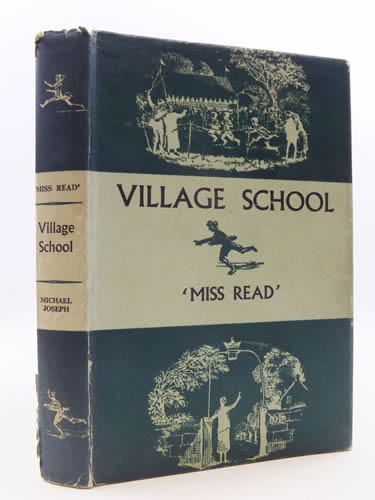 'MISS READ'
Village
School
MICHAEL
JOSEPH
VILLAGE SCHOOL
'MISS READ'